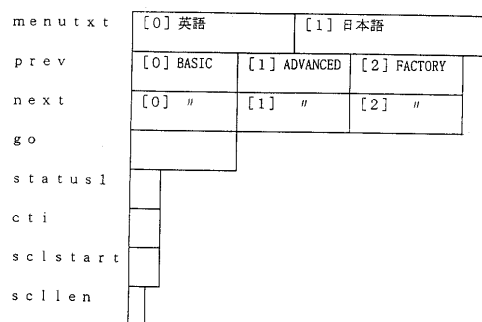 menutxt [0] 英語 [1] 日本語
prev [0] BASIC [1] ADVANCED [2] FACTORY
next [0] 〃 [1] 〃 [2] 〃
go
status1
cti
sclstart
scllen